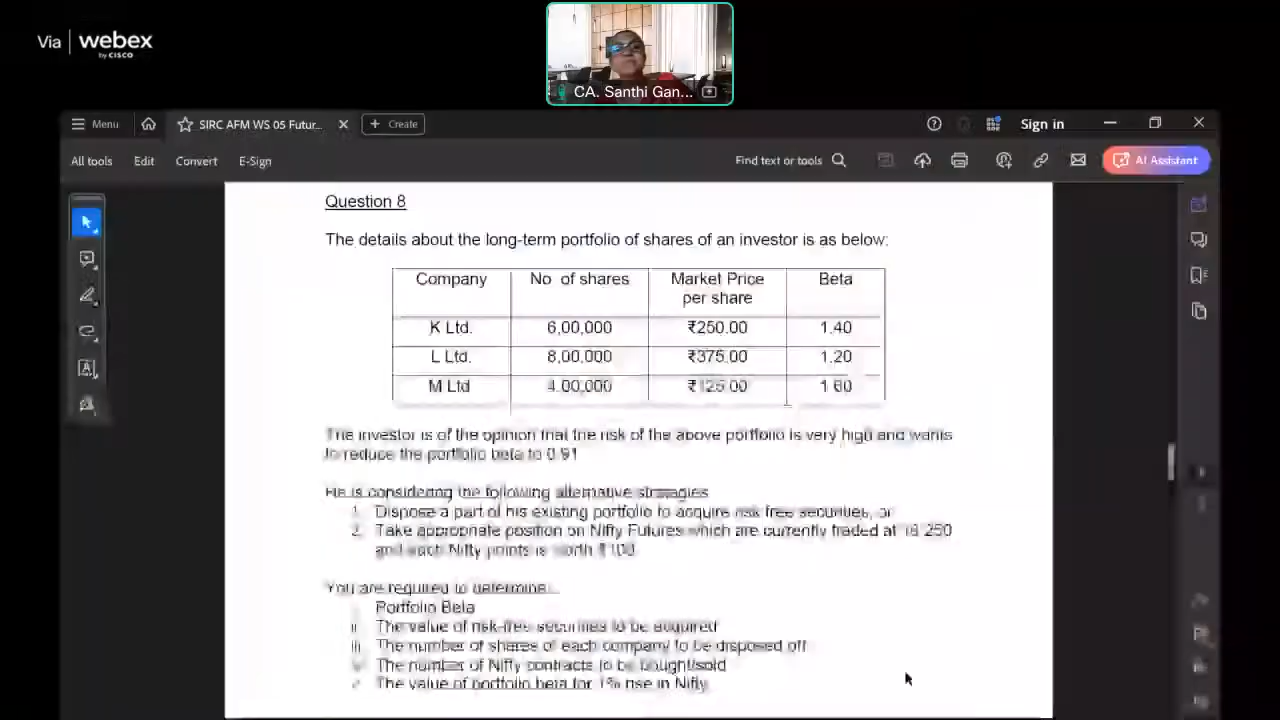 Via webex
by CISCO
CA. Santhi Gan...
Menu
SIRC AFM WS 05 Futur...
+ Create
Sign in
All tools
Edit
Convert
E-Sign
Find text or tools
AI Assistant
Question 8
The details about the long-term portfolio of shares of an investor is as below:
Company No of shares Market Price per share Beta
K Ltd. 6,00,000 ₹250.00 1.40
L Ltd. 8,00,000 ₹375.00 1.20
M Ltd 4,00,000 ₹125.00 1 60
The investor is of the opinion that the risk of the above portfolio is very high and wants
to reduce the portfolio beta to 0.91
He is considering the following alternative strategies
1. Dispose a part of his existing portfolio to acquire risk free securities, or
2. Take appropriate position on Nifty Futures which are currently traded at 250
and each Nifty points is worth ₹100
You are required to determine:
Portfolio Beta
The value of risk-free securities to be acquired
The number of shares of each company to be disposed off
The number of Nifty contracts to be bought/sold
The value of portfolio beta for 1% rise in Nifty